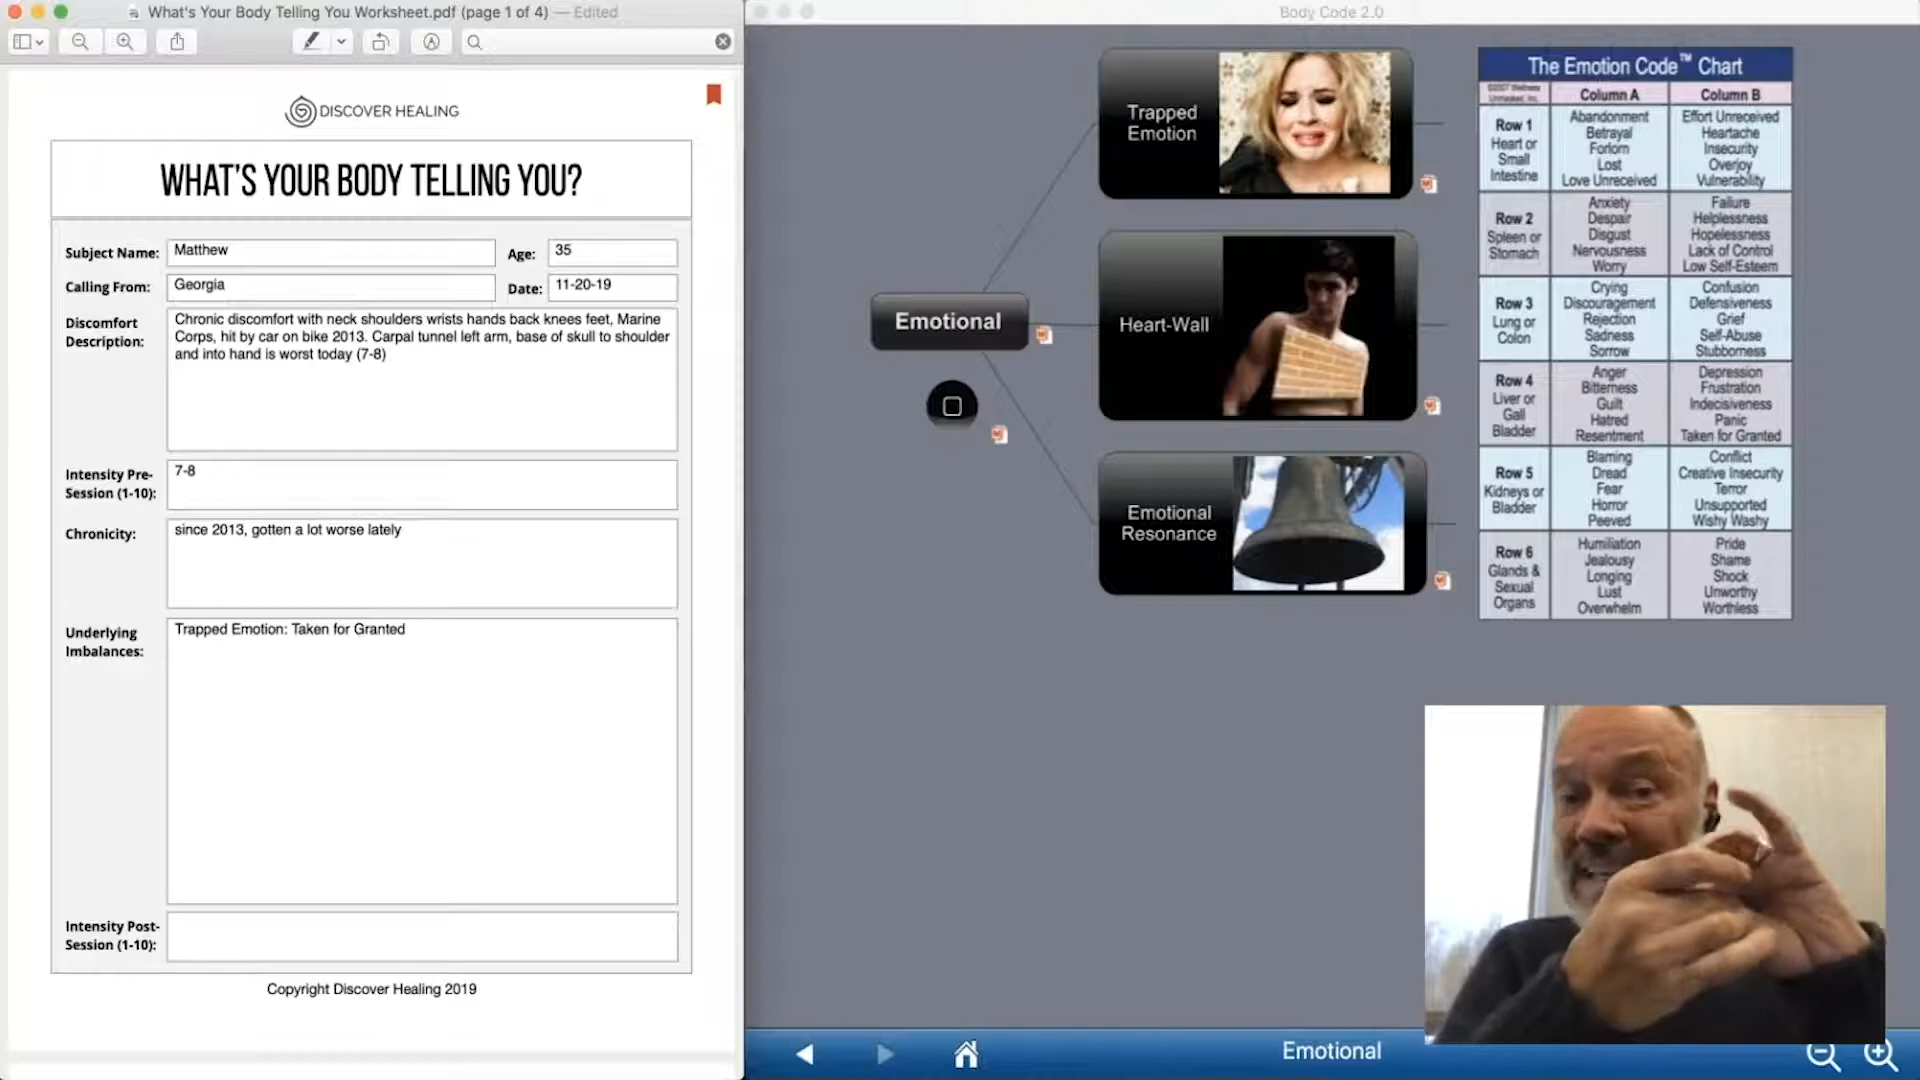 What's Your Body Telling You Worksheet.pdf (page 1 of 4) — Edited
DISCOVER HEALING
WHAT'S YOUR BODY TELLING YOU?
Subject Name: Matthew Age: 35
Calling From: Georgia Date: 11-20-19
Discomfort Description:
Chronic discomfort with neck shoulders wrists hands back knees feet, Marine
Corps, hit by car on bike 2013. Carpal tunnel left arm, base of skull to shoulder
and into hand is worst today (7-8)
Intensity Pre-
Session (1-10): 7-8
Chronicity: since 2013, gotten a lot worse lately
Underlying
Imbalances: Trapped Emotion: Taken for Granted
Intensity Post-
Session (1-10):
Copyright Discover Healing 2019
Body Code 2.0
Emotional
Trapped
Emotion
Heart-Wall
Emotional
Resonance
The Emotion Code™ Chart
Column A Column B
Row 1
Heart or
Small
Intestine
Abandonment
Betrayal
Forlorn
Lost
Love Unreceived
Effort Unreceived
Heartache
Insecurity
Overjoy
Vulnerability
Row 2
Spleen or
Stomach
Anxiety
Despair
Disgust
Nervousness
Worry
Failure
Helplessness
Hopelessness
Lack of Control
Low Self-Esteem
Row 3
Lung or
Colon
Crying
Discouragement
Rejection
Sadness
Sorrow
Confusion
Defensiveness
Grief
Self-Abuse
Stubborness
Row 4
Liver or
Gall
Bladder
Anger
Bitterness
Guilt
Hatred
Resentment
Depression
Frustration
Indecisiveness
Panic
Taken for Granted
Row 5
Kidneys or
Bladder
Blaming
Dread
Fear
Horror
Peeved
Conflict
Creative Insecurity
Terror
Unsupported
Wishy Washy
Row 6
Glands &
Sexual
Organs
Humiliation
Jealousy
Longing
Lust
Overwhelm
Pride
Shame
Shock
Unworthy
Worthless
Emotional